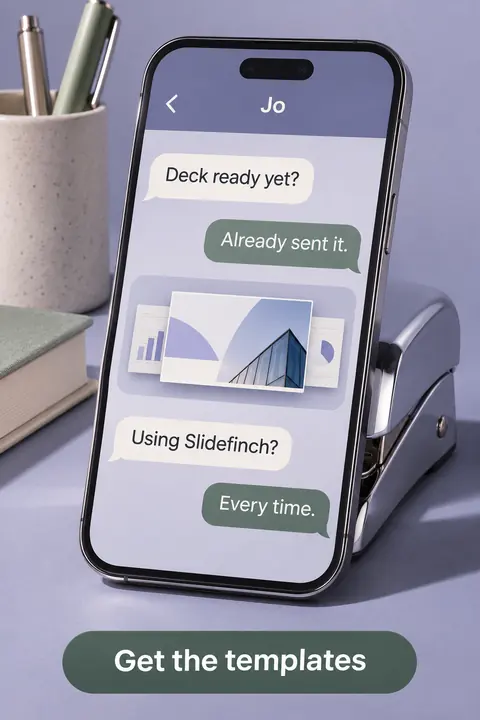 Jo
Deck ready yet?
Already sent it.
Using Slidefinch?
Every time.
Get the templates